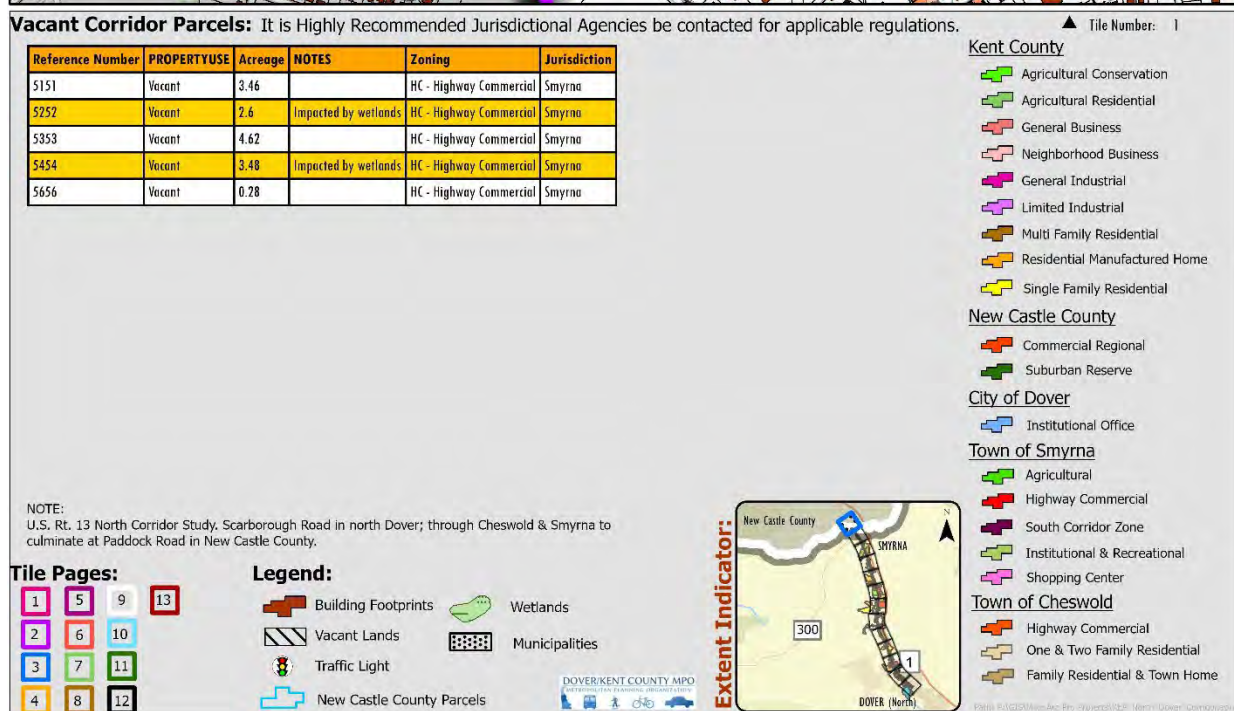 Vacant Corridor Parcels: It is Highly Recommended Jurisdictional Agencies be contacted for applicable regulations.
Tile Number: 1
Reference Number PROPERTYUSE Acreage NOTES Zoning Jurisdiction
5151 Vacant 3.46 HC - Highway Commercial Smyrna
5252 Vacant 2.6 Impacted by wetlands HC - Highway Commercial Smyrna
5353 Vacant 4.62 HC - Highway Commercial Smyrna
5454 Vacant 3.48 Impacted by wetlands HC - Highway Commercial Smyrna
5656 Vacant 0.28 HC - Highway Commercial Smyrna
Kent County
Agricultural Conservation
Agricultural Residential
General Business
Neighborhood Business
General Industrial
Limited Industrial
Multi Family Residential
Residential Manufactured Home
Single Family Residential
New Castle County
Commercial Regional
Suburban Reserve
City of Dover
Institutional Office
Town of Smyrna
Agricultural
Highway Commercial
South Corridor Zone
Institutional & Recreational
Shopping Center
Town of Cheswold
Highway Commercial
One & Two Family Residential
Family Residential & Town Home
NOTE:
U.S. Rt. 13 North Corridor Study. Scarborough Road in north Dover; through Cheswold & Smyrna to
culminate at Paddock Road in New Castle County.
Tile Pages:
1 5 9 13
2 6 10
3 7 11
4 8 12
Legend:
Building Footprints
Wetlands
Vacant Lands
Municipalities
Traffic Light
New Castle County Parcels
DOVER/KENT COUNTY MPO
METROPOLITAN PLANNING ORGANIZATION
Extent Indicator:
New Castle County
N
SMYRNA
300
1
DOVER (North)